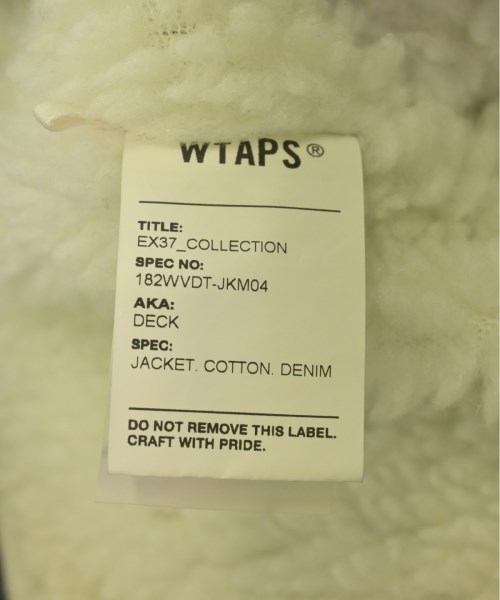 WTAPS®
TITLE:
EX37_COLLECTION
SPEC NO:
182WVDT-JKM04
AKA:
DECK
SPEC:
JACKET. COTTON. DENIM
DO NOT REMOVE THIS LABEL.
CRAFT WITH PRIDE.